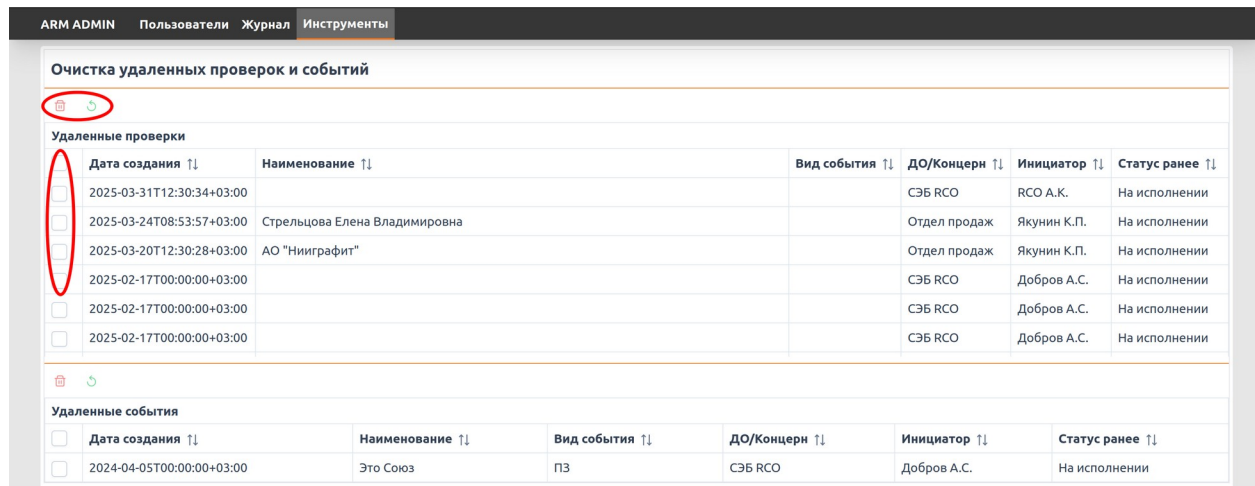 ARM ADMIN Пользователи Журнал Инструменты
Очистка удаленных проверок и событий
Удаленные проверки
Дата создания ↑↓ Наименование ↑↓ Вид события ↑↓ ДО/Концерн ↑↓ Инициатор ↑↓ Статус ранее ↑↓
2025-03-31T12:30:34+03:00 СЭБ RCO RCO А.К. На исполнении
2025-03-24T08:53:57+03:00 Стрельцова Елена Владимировна Отдел продаж Якунин К.П. На исполнении
2025-03-20T12:30:28+03:00 АО "Нииграфит" Отдел продаж Якунин К.П. На исполнении
2025-02-17T00:00:00+03:00 СЭБ RCO Добров А.С. На исполнении
2025-02-17T00:00:00+03:00 СЭБ RCO Добров А.С. На исполнении
2025-02-17T00:00:00+03:00 СЭБ RCO Добров А.С. На исполнении
Удаленные события
Дата создания ↑↓ Наименование ↑↓ Вид события ↑↓ ДО/Концерн ↑↓ Инициатор ↑↓ Статус ранее ↑↓
2024-04-05T00:00:00+03:00 Это Союз ПЗ СЭБ RCO Добров А.С. На исполнении